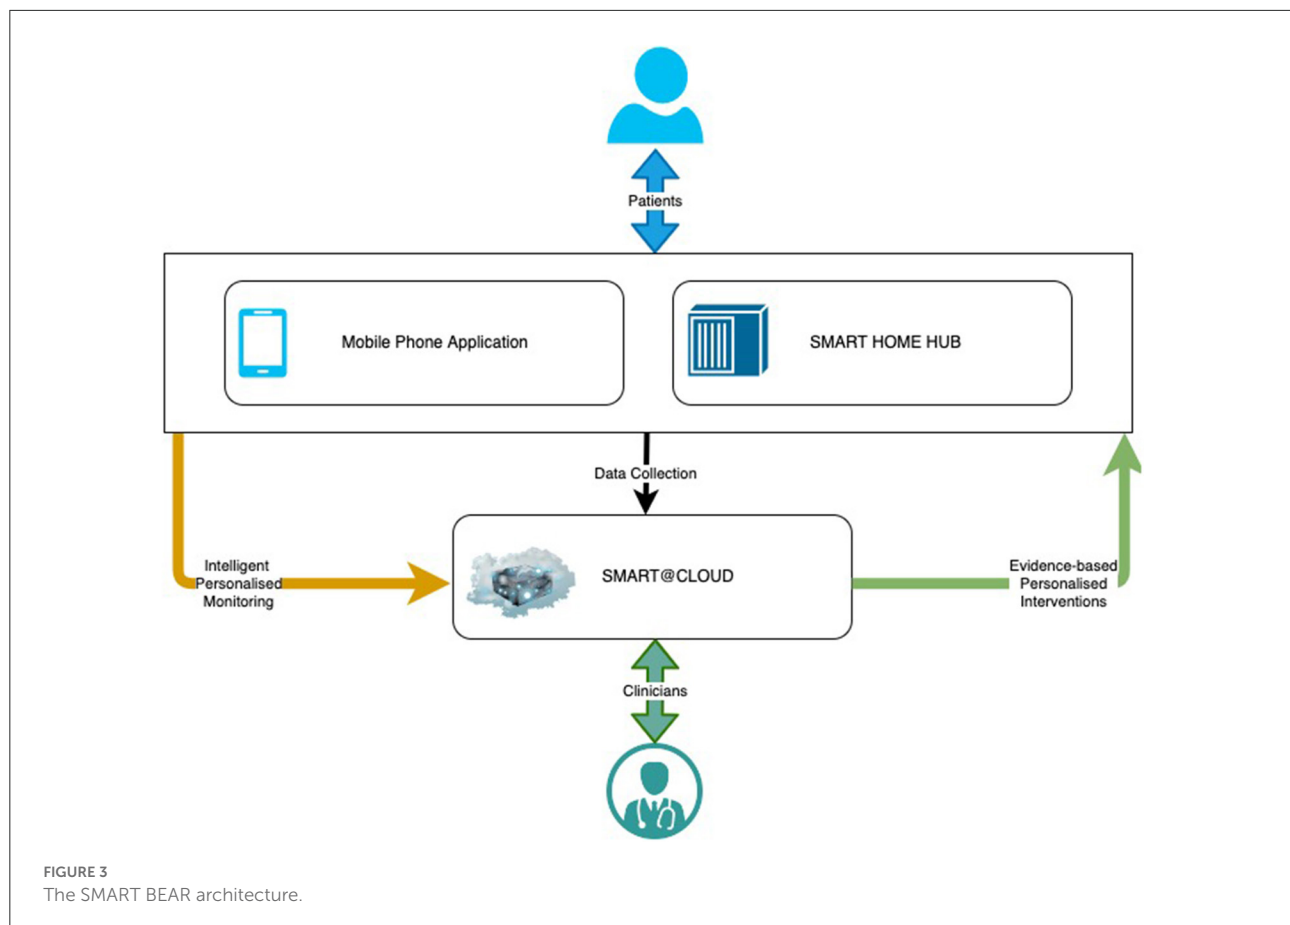 Patients
Mobile Phone Application
SMART HOME HUB
Data Collection
Intelligent
Personalised
Monitoring
SMART@CLOUD
Evidence-based
Personalised
Interventions
Clinicians
FIGURE 3
The SMART BEAR architecture.